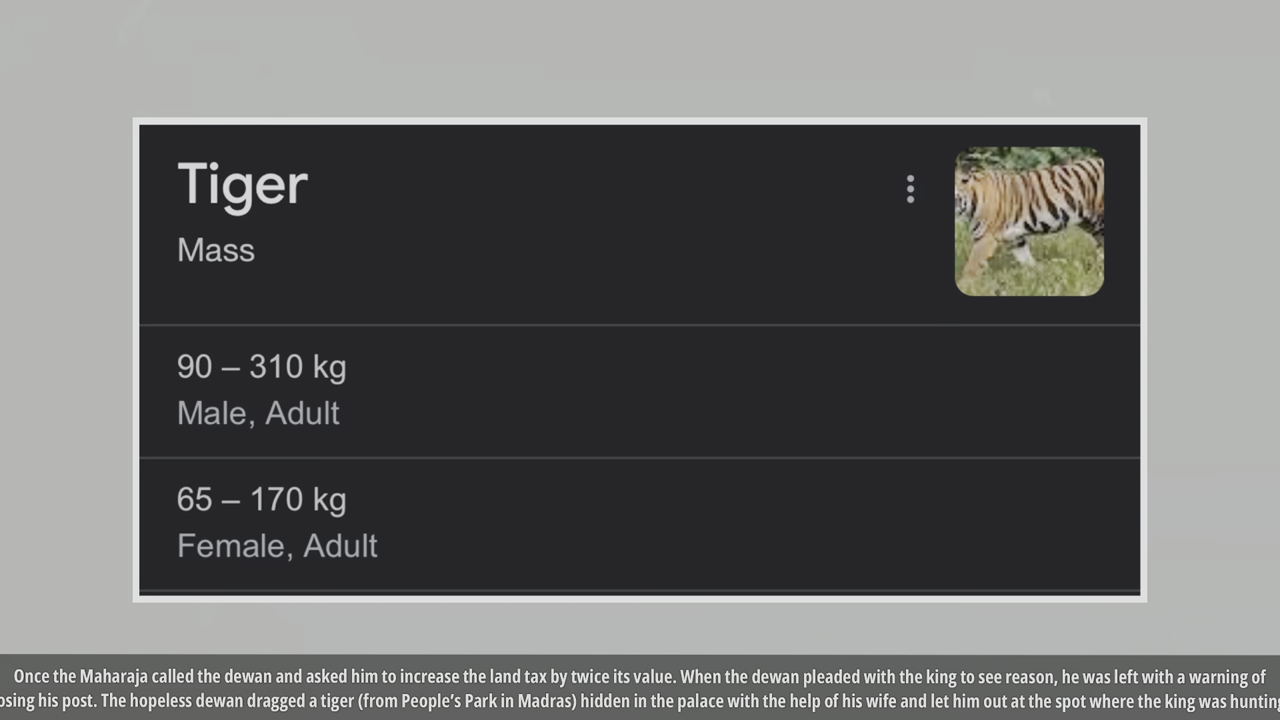 Tiger
Mass
90 – 310 kg
Male, Adult
65 – 170 kg
Female, Adult
Once the Maharaja called the dewan and asked him to increase the land tax by twice its value. When the dewan pleaded with the king to see reason, he was left with a warning of
his post. The hopeless dewan dragged a tiger (from People’s Park in Madras) hidden in the palace with the help of his wife and let him out at the spot where the king was